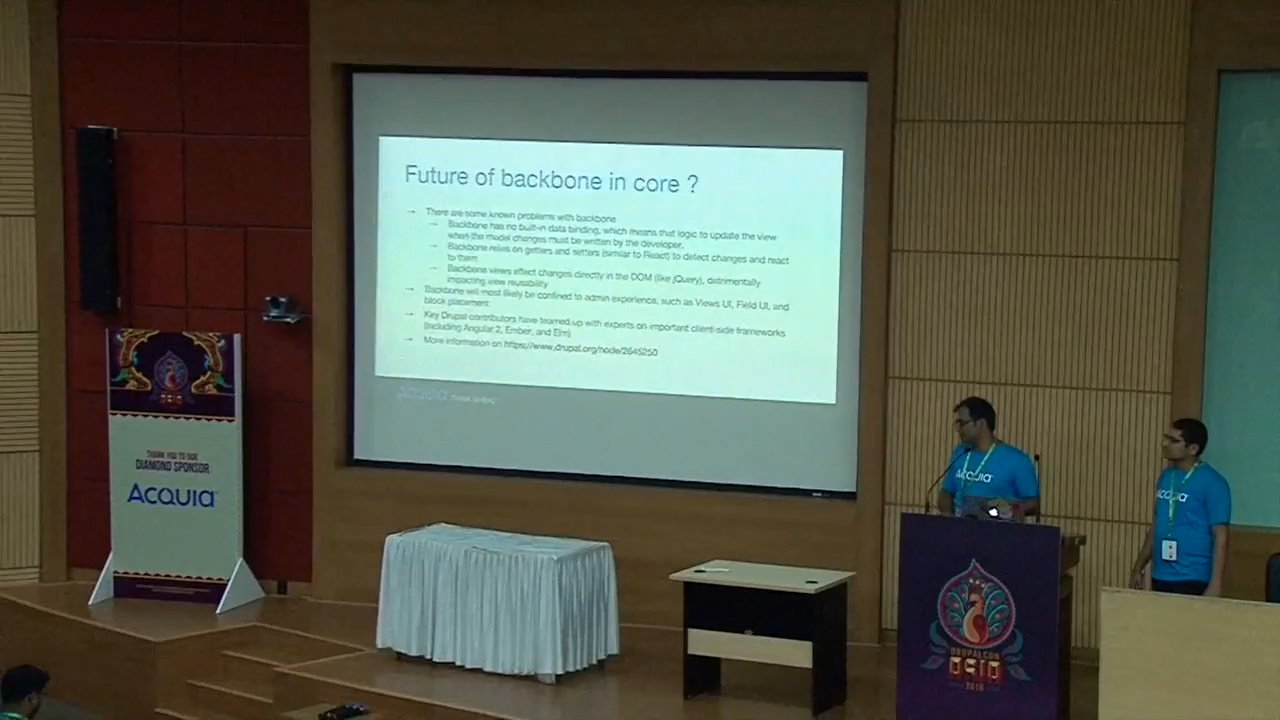 Future of backbone in core ?
→ There are some known problems with backbone
→ Backbone has no built-in data binding, which means that logic to update the view
when the model changes must be written by the developer.
→ Backbone relies on getters and setters (similar to React) to detect changes and react
to them
→ Backbone views effect changes directly in the DOM (like jQuery), detrimentally
impacting view reusability
→ Backbone will most likely be confined to admin experience, such as Views UI, Field UI, and
block placement
→ Key Drupal contributors have teamed up with experts on important client-side frameworks
(including Angular 2, Ember, and Elm)
→ More information on https://www.drupal.org/node/2645250
ACQUIA
THANK YOU TO OUR
DIAMOND SPONSOR
ACQUIA
ACQUIA
ACQUIA
DRUPALCON
ASIA
2016